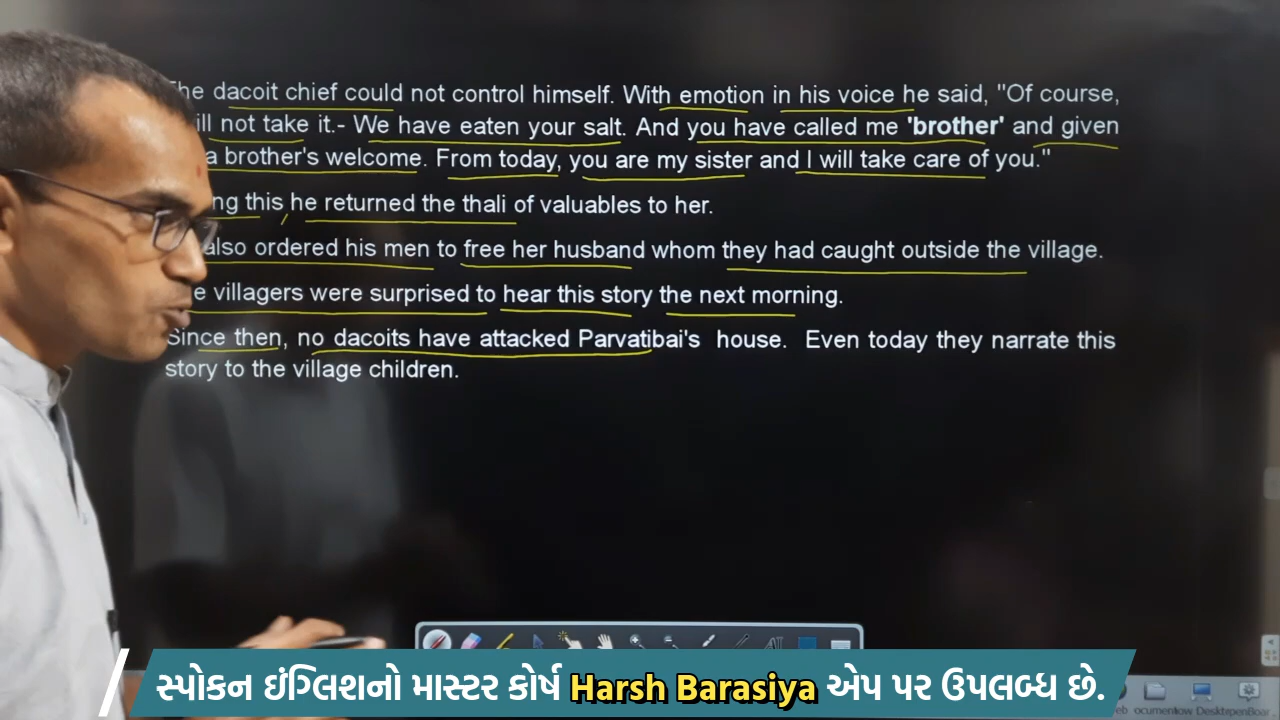 The dacoit chief could not control himself. With emotion in his voice he said, "Of course,
ill not take it.- We have eaten your salt. And you have called me 'brother' and given
a brother's welcome. From today, you are my sister and I will take care of you."
ng this, he returned the thali of valuables to her.
also ordered his men to free her husband whom they had caught outside the village.
e villagers were surprised to hear this story the next morning.
Since then, no dacoits have attacked Parvatibai's house. Even today they narrate this
story to the village children.
સ્પોકન ઇંગ્લિશનો માસ્ટર કોર્ષ Harsh Barasiya એપ પર ઉપલબ્ધ છે.